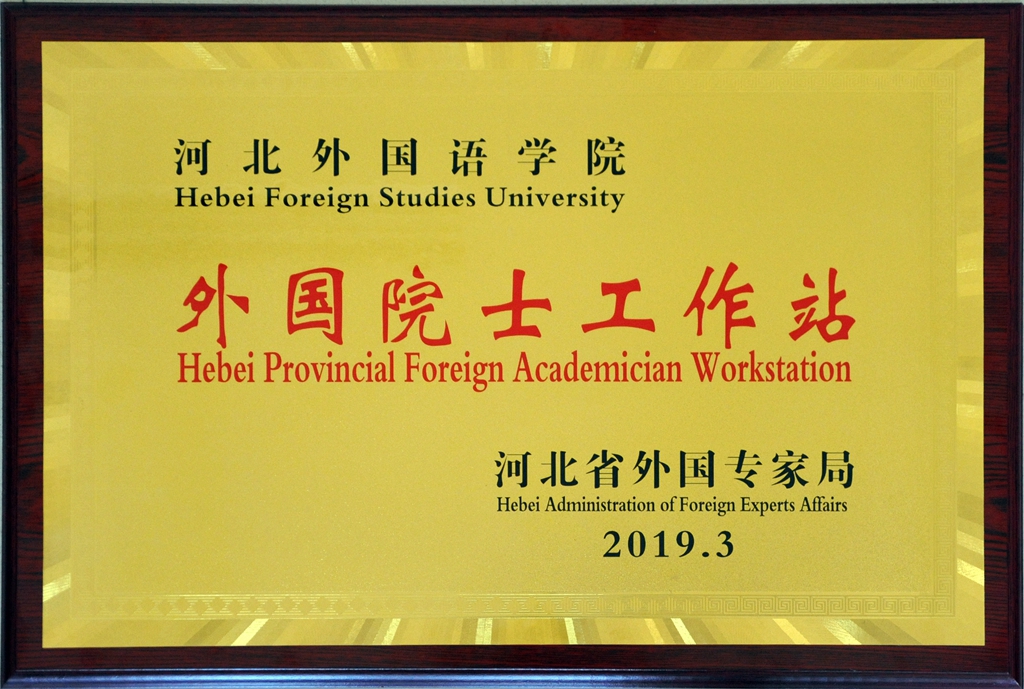 河北外国语学院
Hebei Foreign Studies University
外国院士工作站
Hebei Provincial Foreign Academician Workstation
河北省外国专家局
Hebei Administration of Foreign Experts Affairs
2019.3